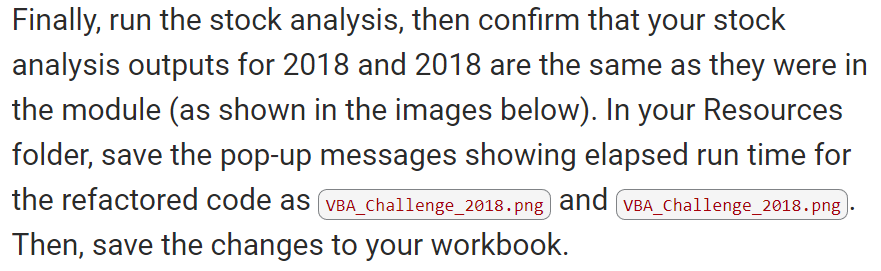 Finally, run the stock analysis, then confirm that your stock
analysis outputs for 2018 and 2018 are the same as they were in
the module (as shown in the images below). In your Resources
folder, save the pop-up messages showing elapsed run time for
the refactored code as VBA_Challenge_2018.png and VBA_Challenge_2018.png.
Then, save the changes to your workbook.